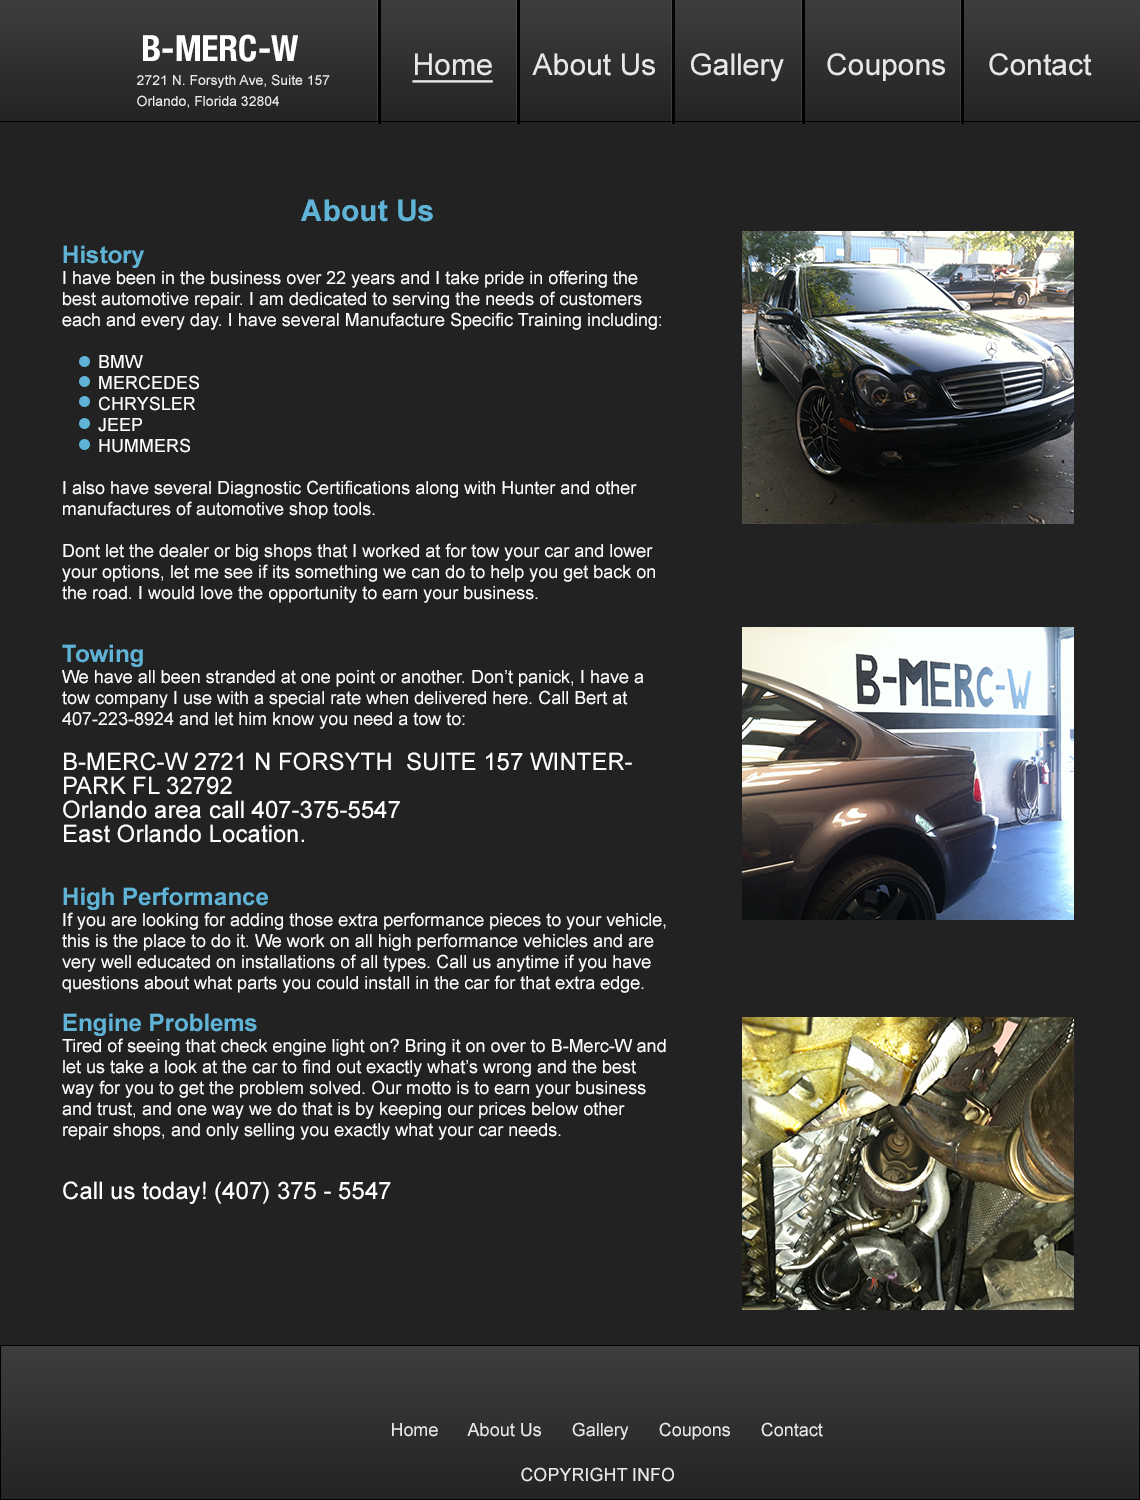 B-MERC-W
2721 N. Forsyth Ave, Suite 157
Orlando, Florida 32804
Home
About Us
Gallery
Coupons
Contact
About Us
History
I have been in the business over 22 years and I take pride in offering the
best automotive repair. I am dedicated to serving the needs of customers
each and every day. I have several Manufacture Specific Training including:
BMW
MERCEDES
CHRYSLER
JEEP
HUMMERS
I also have several Diagnostic Certifications along with Hunter and other
manufactures of automotive shop tools.
Dont let the dealer or big shops that I worked at for tow your car and lower
your options, let me see if its something we can do to help you get back on
the road. I would love the opportunity to earn your business.
Towing
We have all been stranded at one point or another. Don’t panick, I have a
tow company I use with a special rate when delivered here. Call Bert at
407-223-8924 and let him know you need a tow to:
B-MERC-W
B-MERC-W 2721 N FORSYTH  SUITE 157 WINTER-
PARK FL 32792
Orlando area call 407-375-5547
East Orlando Location.
High Performance
If you are looking for adding those extra performance pieces to your vehicle,
this is the place to do it. We work on all high performance vehicles and are
very well educated on installations of all types. Call us anytime if you have
questions about what parts you could install in the car for that extra edge.
Engine Problems
Tired of seeing that check engine light on? Bring it on over to B-Merc-W and
let us take a look at the car to find out exactly what’s wrong and the best
way for you to get the problem solved. Our motto is to earn your business
and trust, and one way we do that is by keeping our prices below other
repair shops, and only selling you exactly what your car needs.
Call us today! (407) 375 - 5547
Home
About Us
Gallery
Coupons
Contact
COPYRIGHT INFO